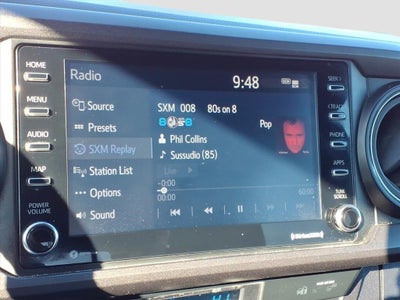 HOME
MENU
AUDIO
MAP
POWER
VOLUME
Radio
9:48
Source
Presets
SXM Replay
Station List
Options
Sound
SXM 008 80s on 8
Pop
Phil Collins
Sussudio (85)
Live
-0:00
00:00
60:00
SEEK
TRACK
PHONE
APPS
TUNE
SCROLL